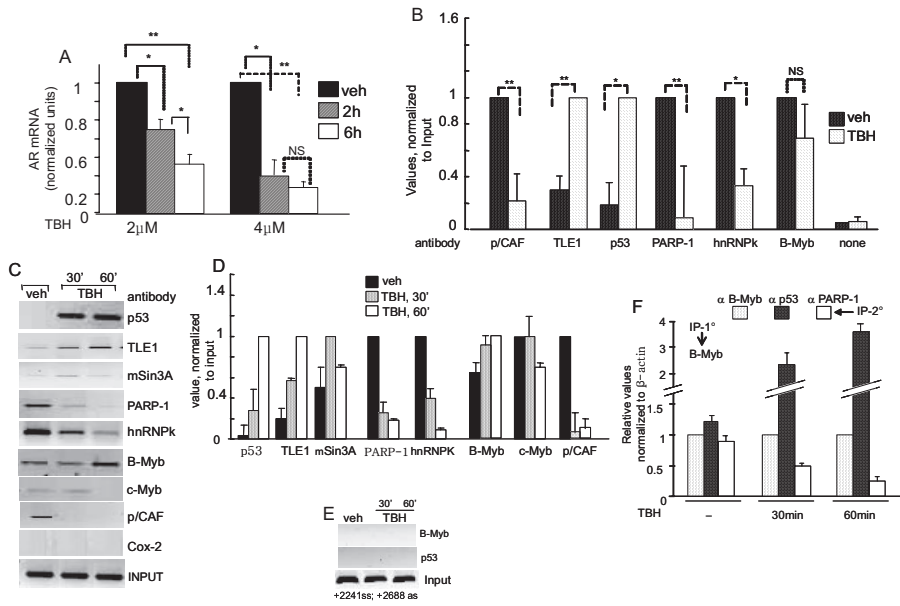 A
AR mRNA
(normalized units)
1
0.8
0.6
0.4
0.2
0
**
*
*
*
**
NS
veh
2h
6h
TBH
2μM
4μM
B
Values, normalized
to Input
1.6
1
0.8
0.4
0
**
**
*
**
*
NS
veh
TBH
antibody
p/CAF
TLE1
p53
PARP-1
hnRNPk
B-Myb
none
C
30' 60'
veh TBH
antibody
p53
TLE1
mSin3A
PARP-1
hnRNPk
B-Myb
c-Myb
p/CAF
Cox-2
INPUT
D
value, normalized
to input
1.4
1
0.8
0.4
0
veh
TBH, 30'
TBH, 60'
p53
TLE1
mSin3A
PARP-1
hnRNPK
B-Myb
c-Myb
p/CAF
E
30' 60'
veh TBH
B-Myb
p53
Input
+2241ss; +2688 as
F
α B-Myb
α p53
α PARP-1
IP-2°
IP-1°
B-Myb
Relative values
normalized to β-actin
4
3
2
1.5
1
0.5
0
TBH
–
30min
60min